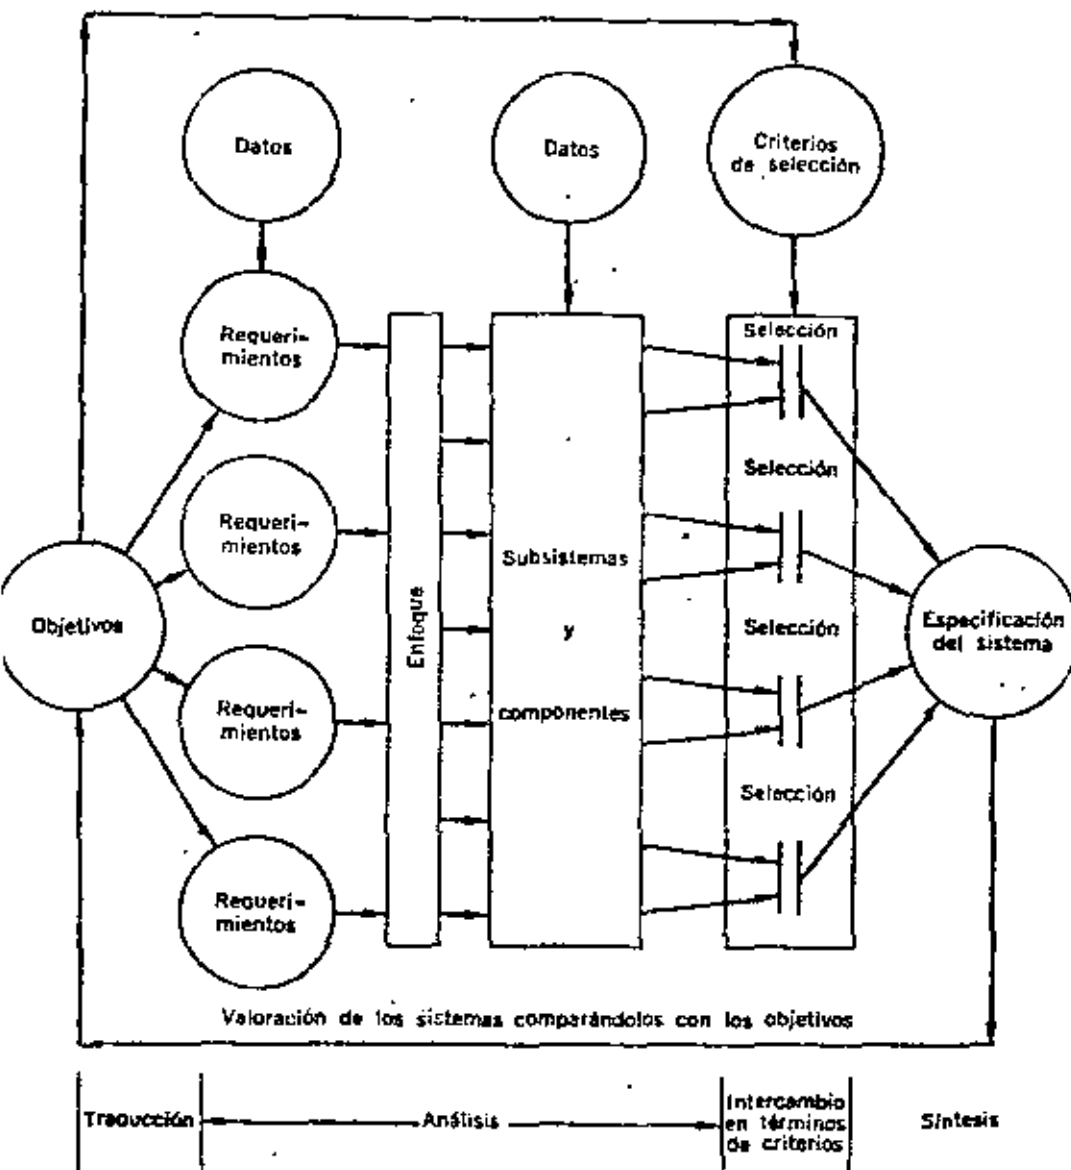 Datos
Datos
Criterios
de selección
Requeri-
mientos
Selección
Selección
Requeri-
mientos
Subsistemas
Objetivos
Enfoque
y
Selección
Especificación
del sistema
Requeri-
mientos
componentes
Selección
Requeri-
mientos
Valoración de los sistemas comparándolos con los objetivos
Traducción
Análisis
Intercambio
en términos
de criterios
Síntesis